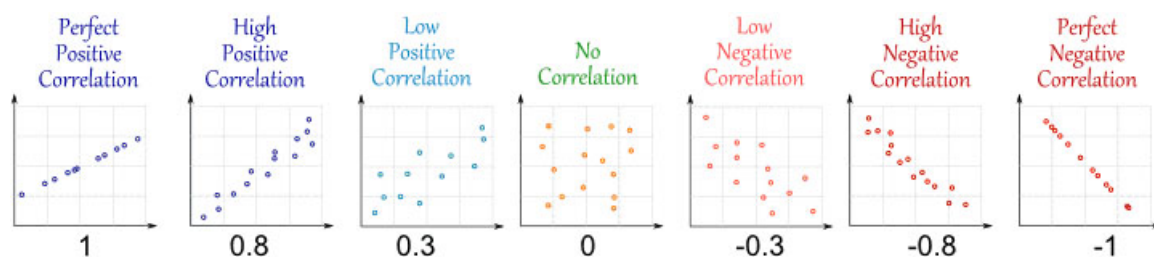 Perfect
Positive
Correlation
High
Positive
Correlation
Low
Positive
Correlation
No
Correlation
Low
Negative
Correlation
High
Negative
Correlation
Perfect
Negative
Correlation
1
0.8
0.3
0
-0.3
-0.8
-1